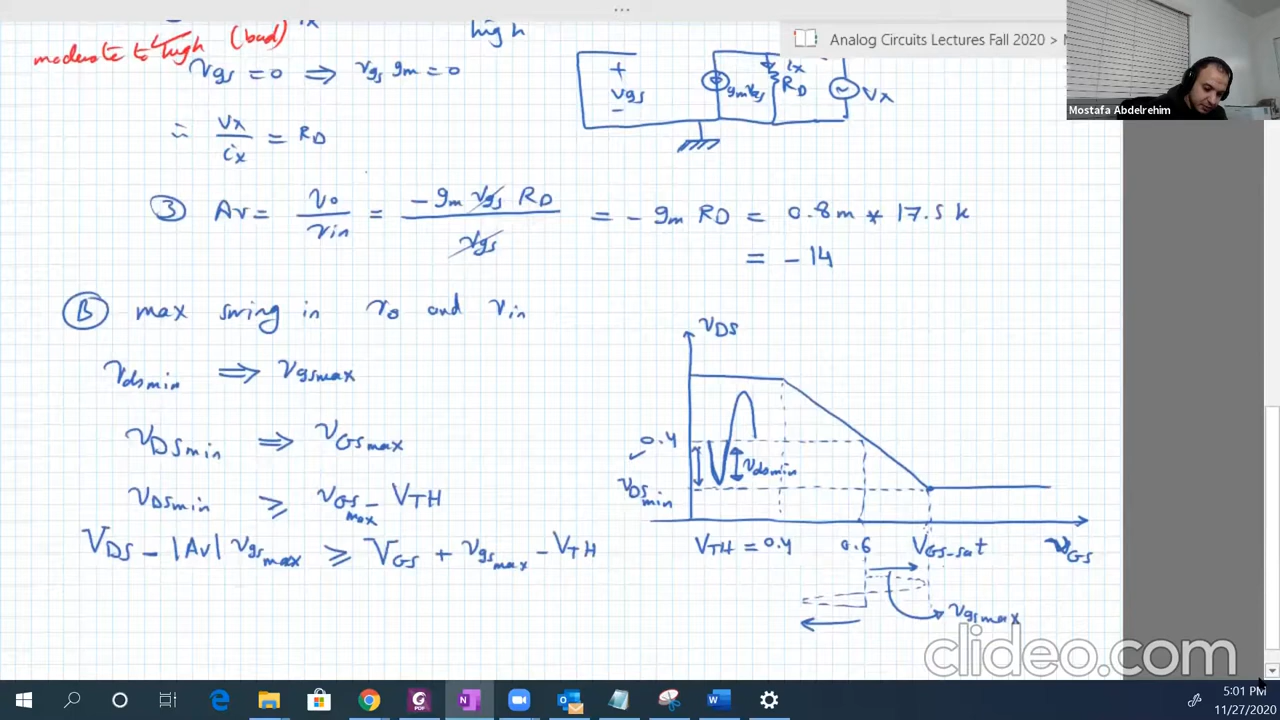 ...
high
moderate to high (bad) ix
Analog Circuits Lectures Fall 2020 >
Vgs = 0 ⇒ vgs gm = 0
+
Vgs
−
gmVgs
ix
RD
Vx
Mostafa Abdelrehim
∴ Vx/ix = RD
③ Av = vo/vin = −gm vgs RD / vgs = − gm RD = 0.8m * 17.5k
= − 14
Ⓑ max swing in vo and vin
vdsmin ⇒ vgsmax
vDSmin ⇒ vGSmax
vDSmin ≥ vGSmax − VTH
VDS − |Av| vgsmax ≥ VGS + vgsmax − VTH
vDS
0.4
vDSmin
vdsmin
VTH = 0.4 0.6 VGS-sat vGS
vgsmax
clideo.com
5:01 PM
11/27/2020